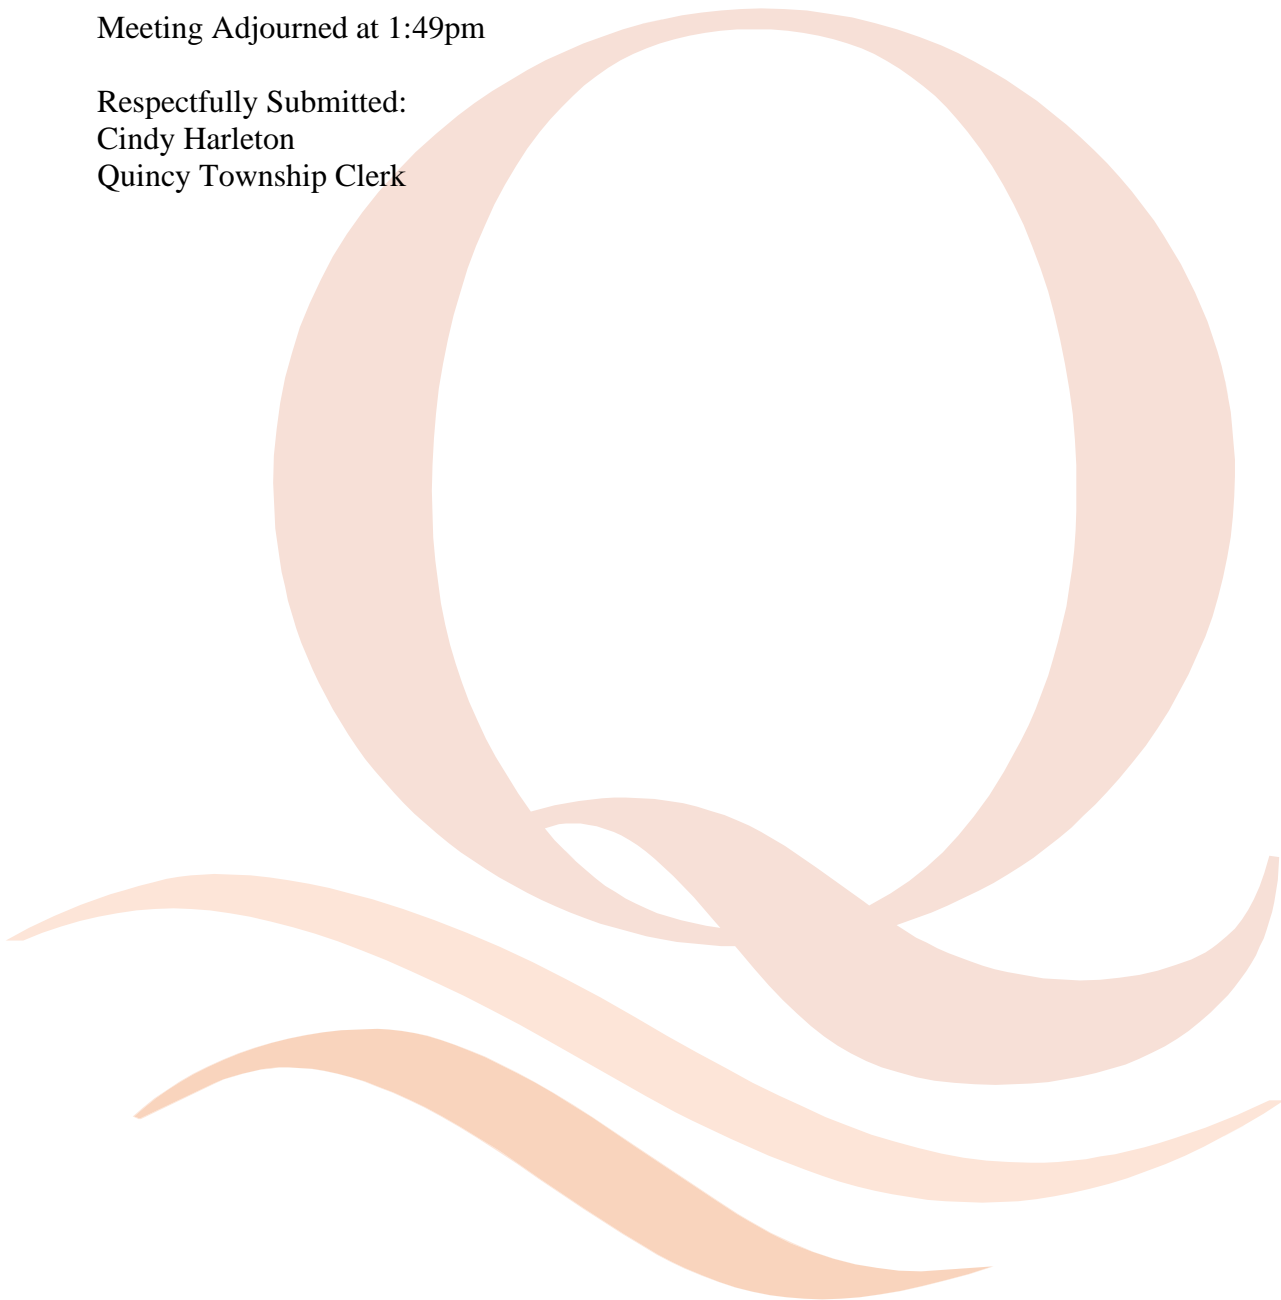 Meeting Adjourned at 1:49pm
Respectfully Submitted:
Cindy Harleton
Quincy Township Clerk
Q